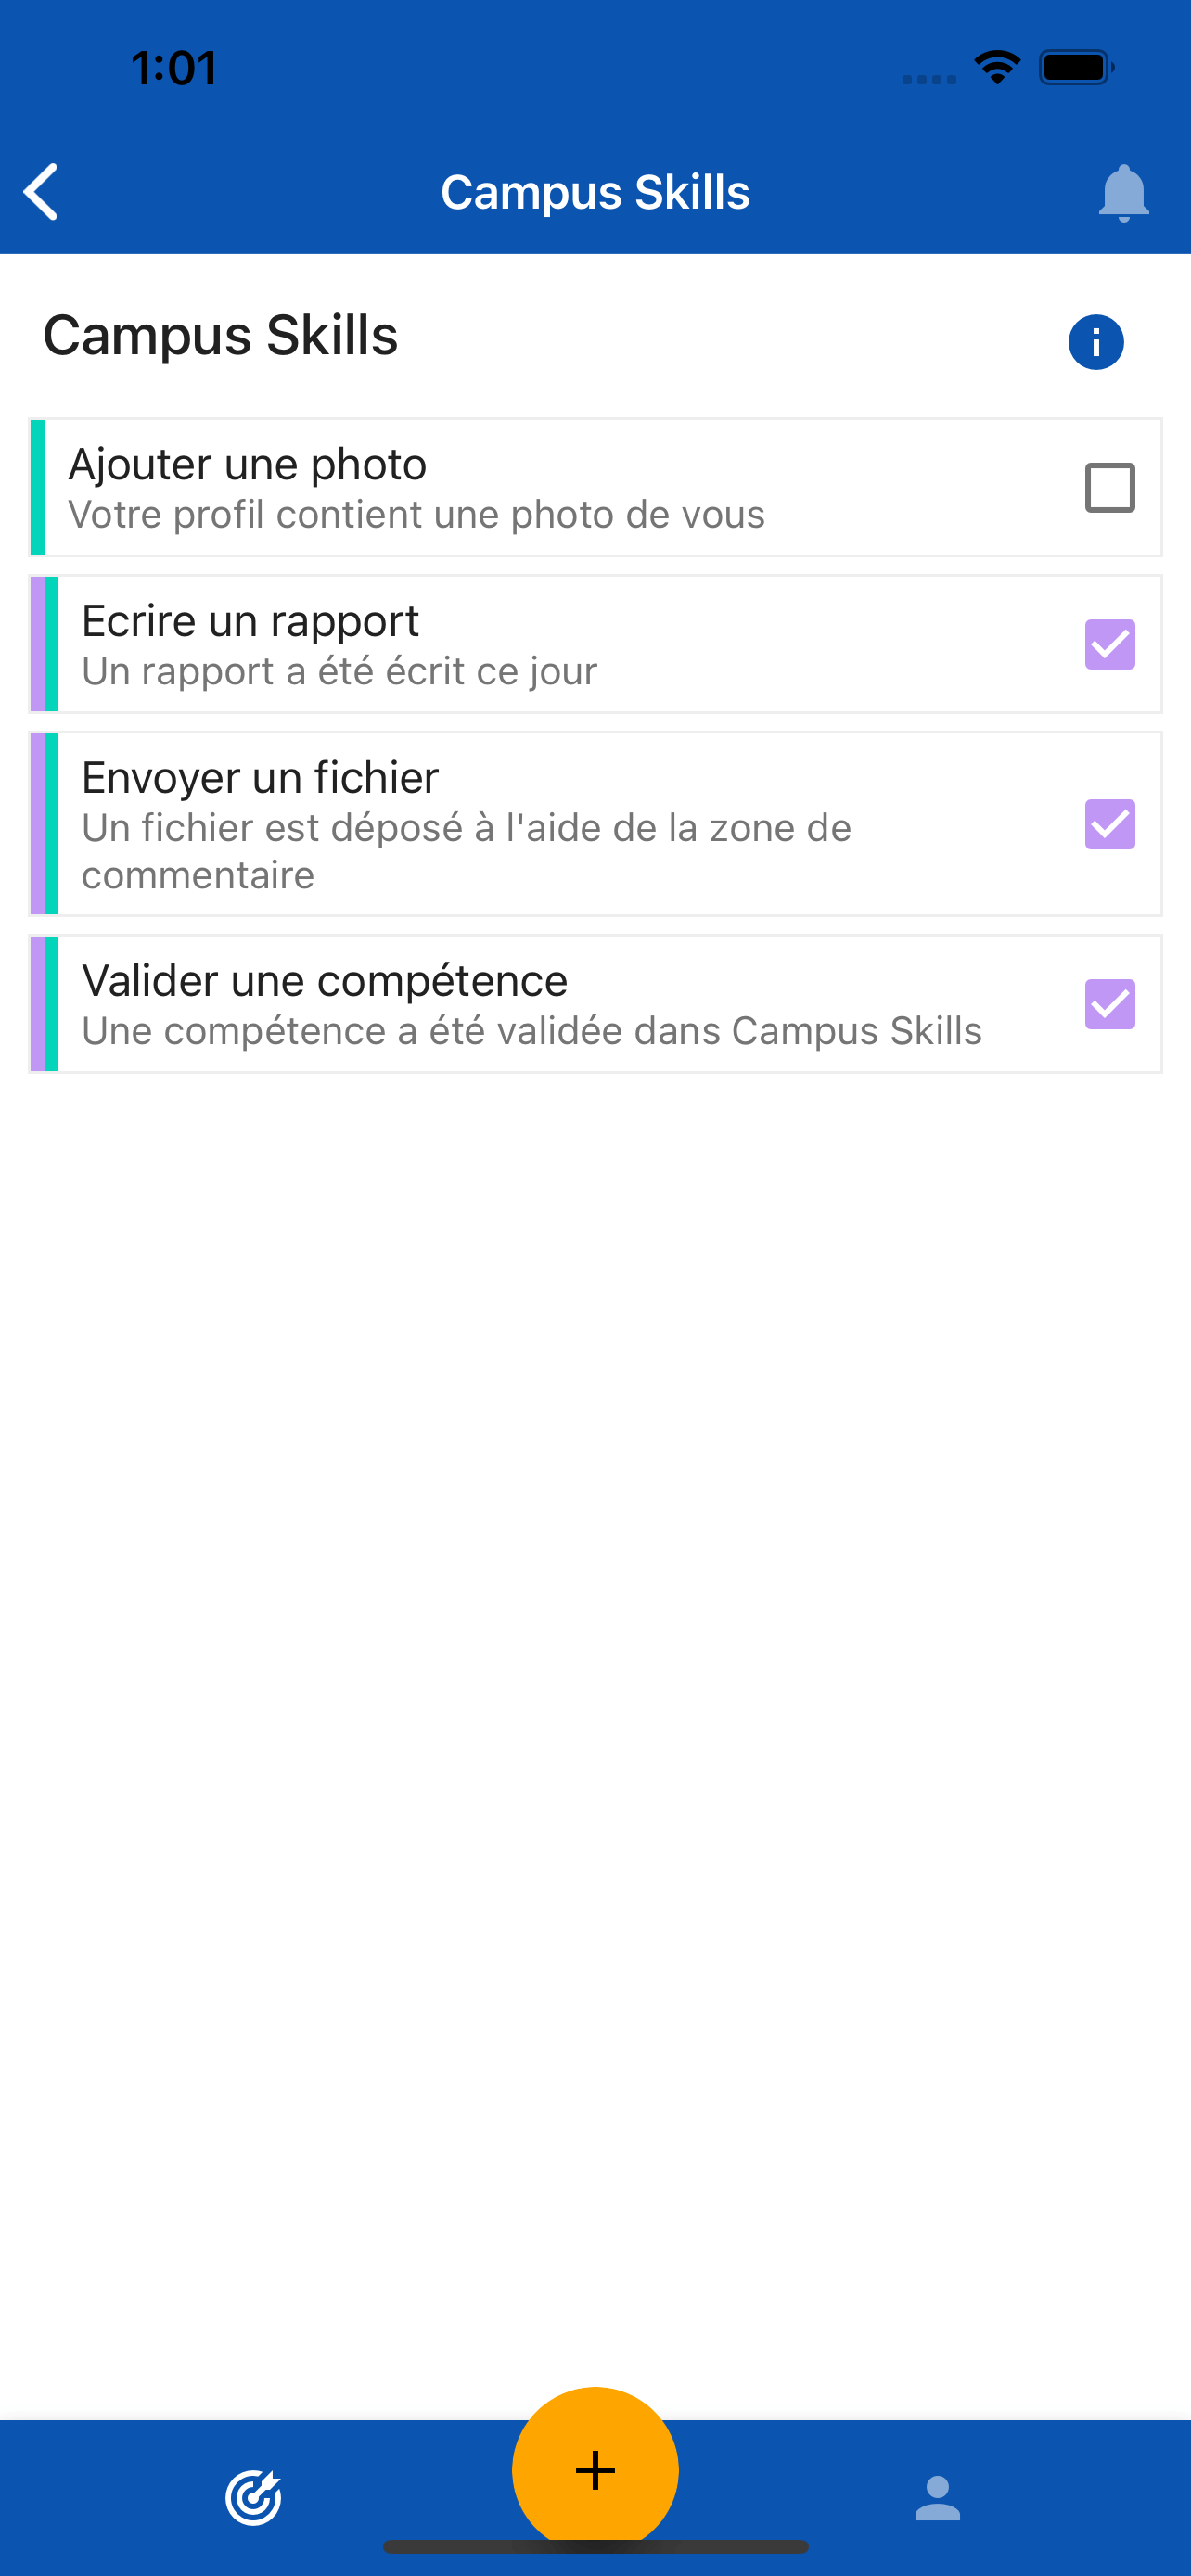 1:01
Campus Skills
Campus Skills
Ajouter une photo
Votre profil contient une photo de vous
Ecrire un rapport
Un rapport a été écrit ce jour
Envoyer un fichier
Un fichier est déposé à l'aide de la zone de
commentaire
Valider une compétence
Une compétence a été validée dans Campus Skills